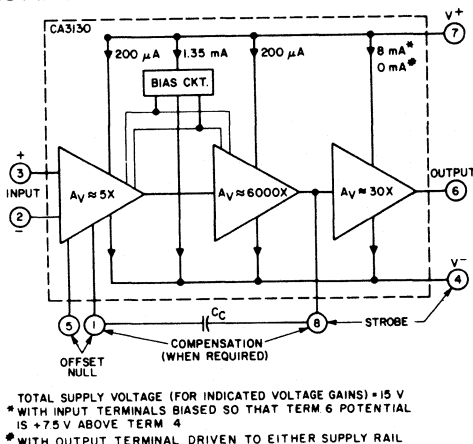 CA3130
V+
7
200 μA
1.35 mA
200 μA
8 mA*
0 mA#
BIAS CKT.
+
3
INPUT
2
−
AV ≈ 5X
AV ≈ 6000X
AV ≈ 30X
OUTPUT
6
V−
4
5
1
CC
8
STROBE
OFFSET
NULL
COMPENSATION
(WHEN REQUIRED)
TOTAL SUPPLY VOLTAGE (FOR INDICATED VOLTAGE GAINS) = 15 V
* WITH INPUT TERMINALS BIASED SO THAT TERM. 6 POTENTIAL
IS +7.5 V ABOVE TERM. 4
# WITH OUTPUT TERMINAL DRIVEN TO EITHER SUPPLY RAIL